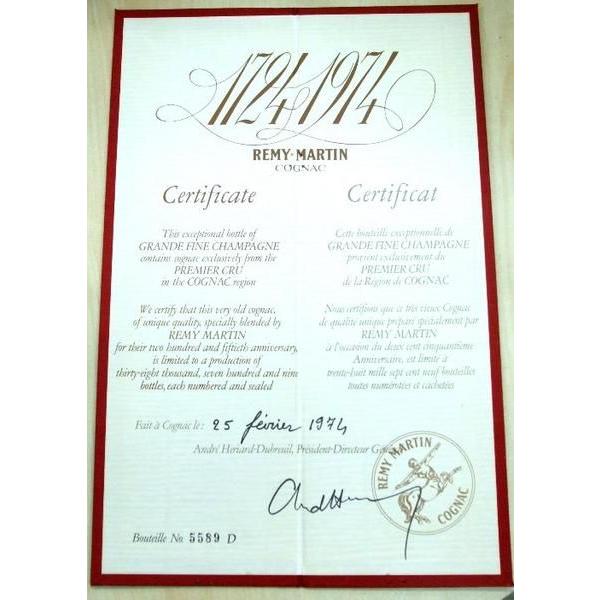 1724 1974
REMY·MARTIN
COGNAC
Certificate
This exceptional bottle of
GRANDE FINE CHAMPAGNE
contains cognac exclusively from the
PREMIER CRU
in the COGNAC region
We certify that this very old cognac,
of unique quality, specially blended by
REMY MARTIN
for their two hundred and fiftieth anniversary,
is limited to a production of
thirty-eight thousand, seven hundred and nine
bottles, each numbered and sealed
Certificat
Cette bouteille exceptionnelle de
GRANDE FINE CHAMPAGNE
provient exclusivement du
PREMIER CRU
de la Region de COGNAC
Nous certifions que ce très vieux Cognac
de qualité unique préparé spécialement par
REMY MARTIN
à l'occasion du deux cent cinquantième
Anniversaire, est limité à
trente-huit mille sept cent neuf bouteilles
toutes numérotées et cachetées
Fait à Cognac le: 25 février 1974
André Heriard-Dubreuil, Président-Directeur
REMY MARTIN
COGNAC
Bouteille No 5589 D